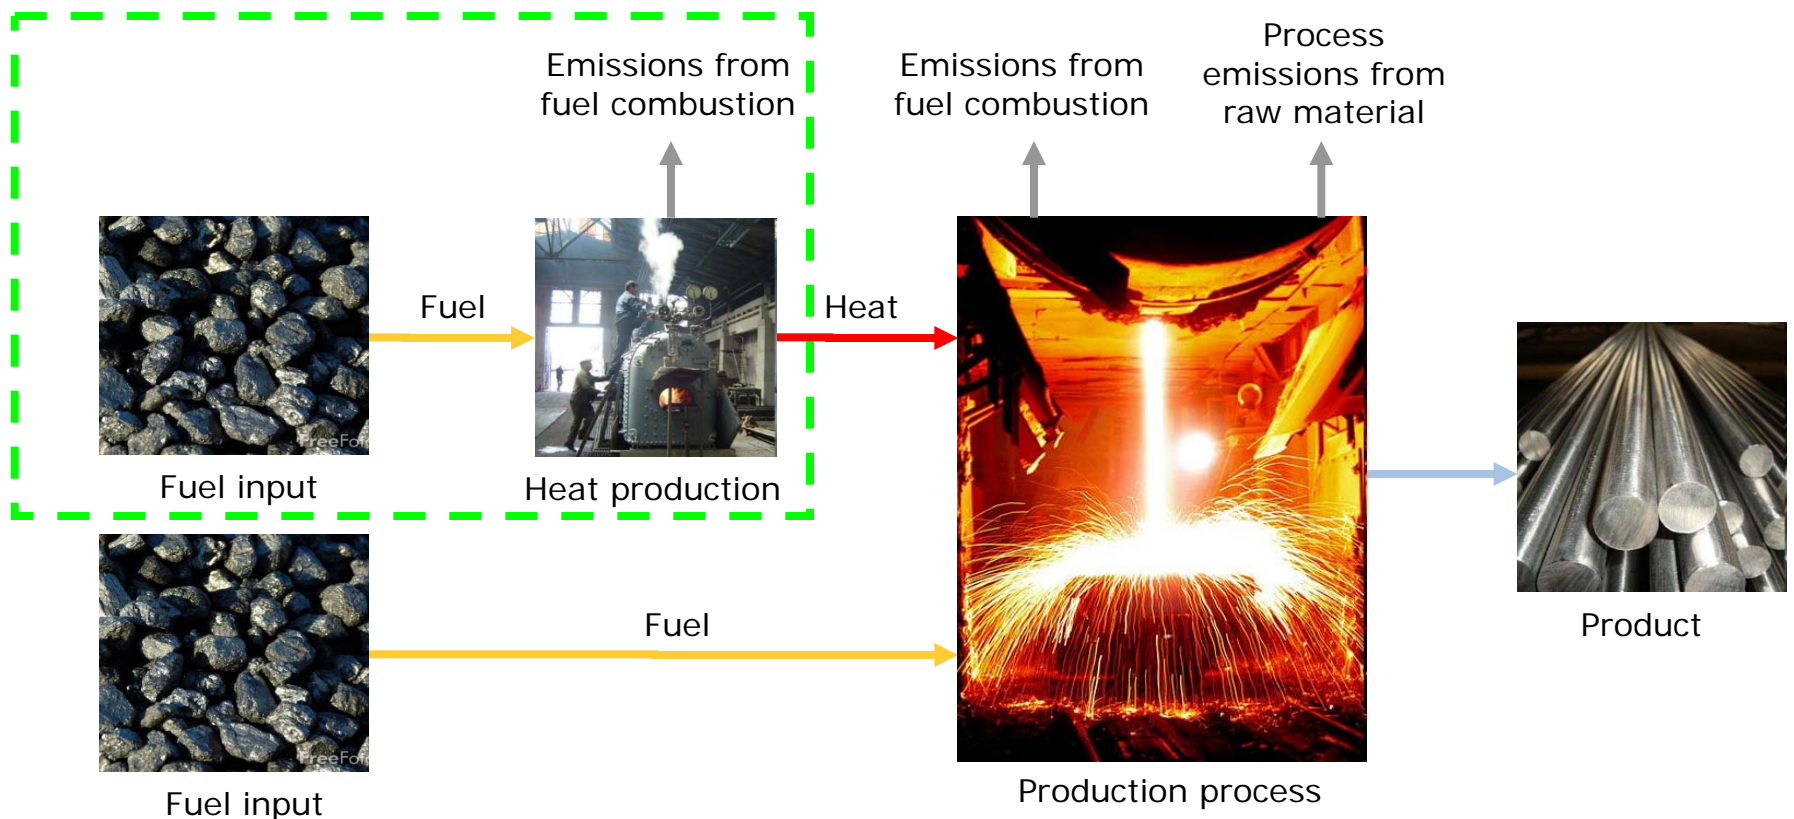 Emissions from
fuel combustion
Emissions from
fuel combustion
Process
emissions from
raw material
Fuel
Heat
Fuel input
Heat production
Fuel
Product
Fuel input
Production process